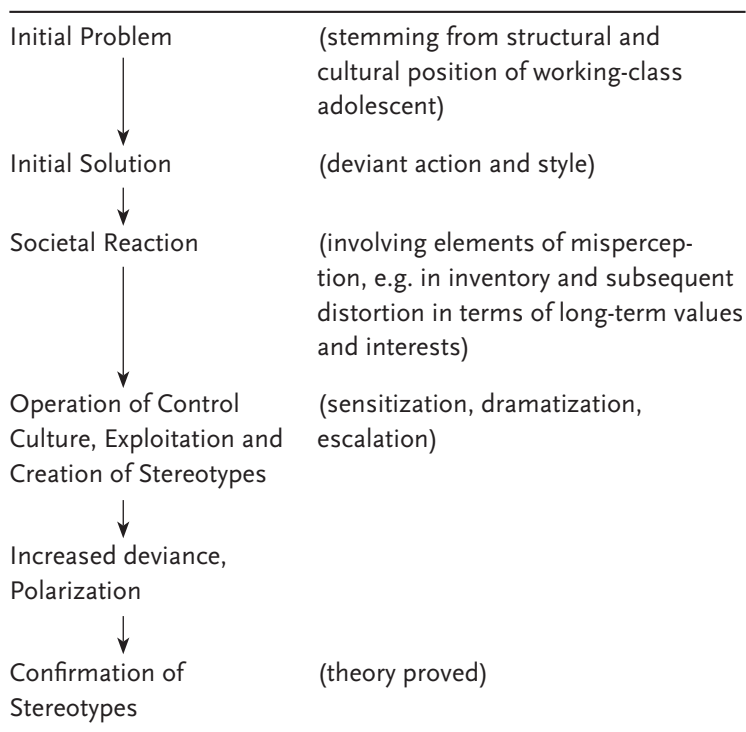 Initial Problem
(stemming from structural and
cultural position of working-class
adolescent)
Initial Solution
(deviant action and style)
Societal Reaction
(involving elements of mispercep-
tion, e.g. in inventory and subsequent
distortion in terms of long-term values
and interests)
Operation of Control
Culture, Exploitation and
Creation of Stereotypes
(sensitization, dramatization,
escalation)
Increased deviance,
Polarization
Confirmation of
Stereotypes
(theory proved)